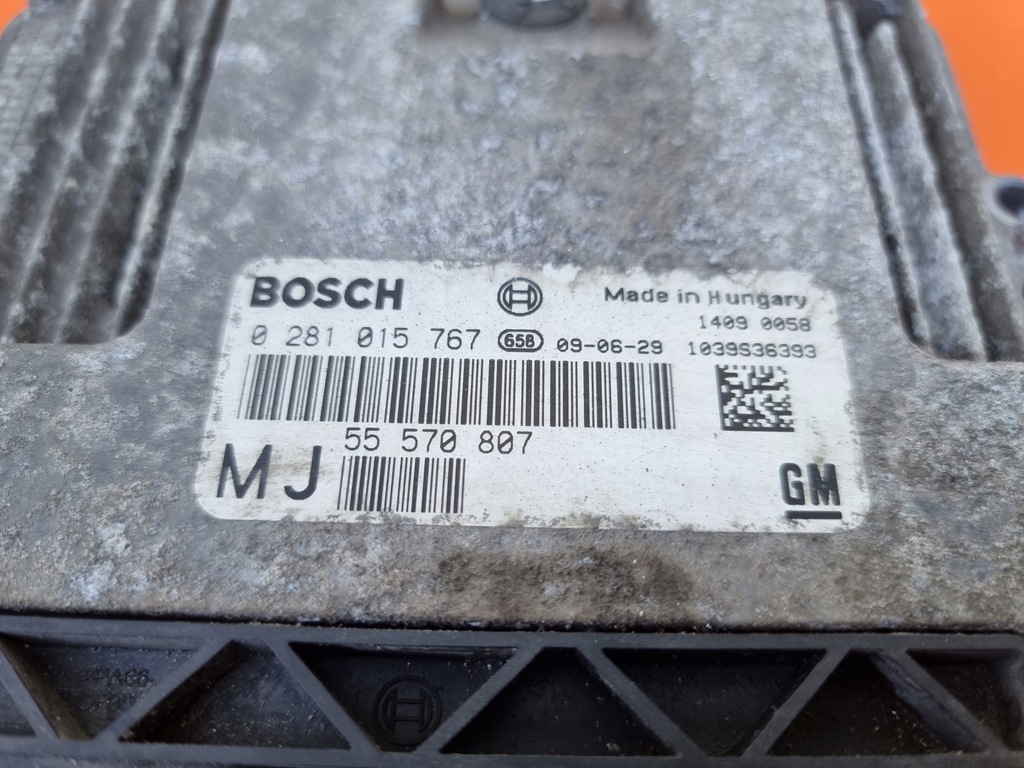 BOSCH Made in Hungary
1409 0058
0 281 015 767 658 09-06-29 1039S36393
55 570 807
MJ
GM